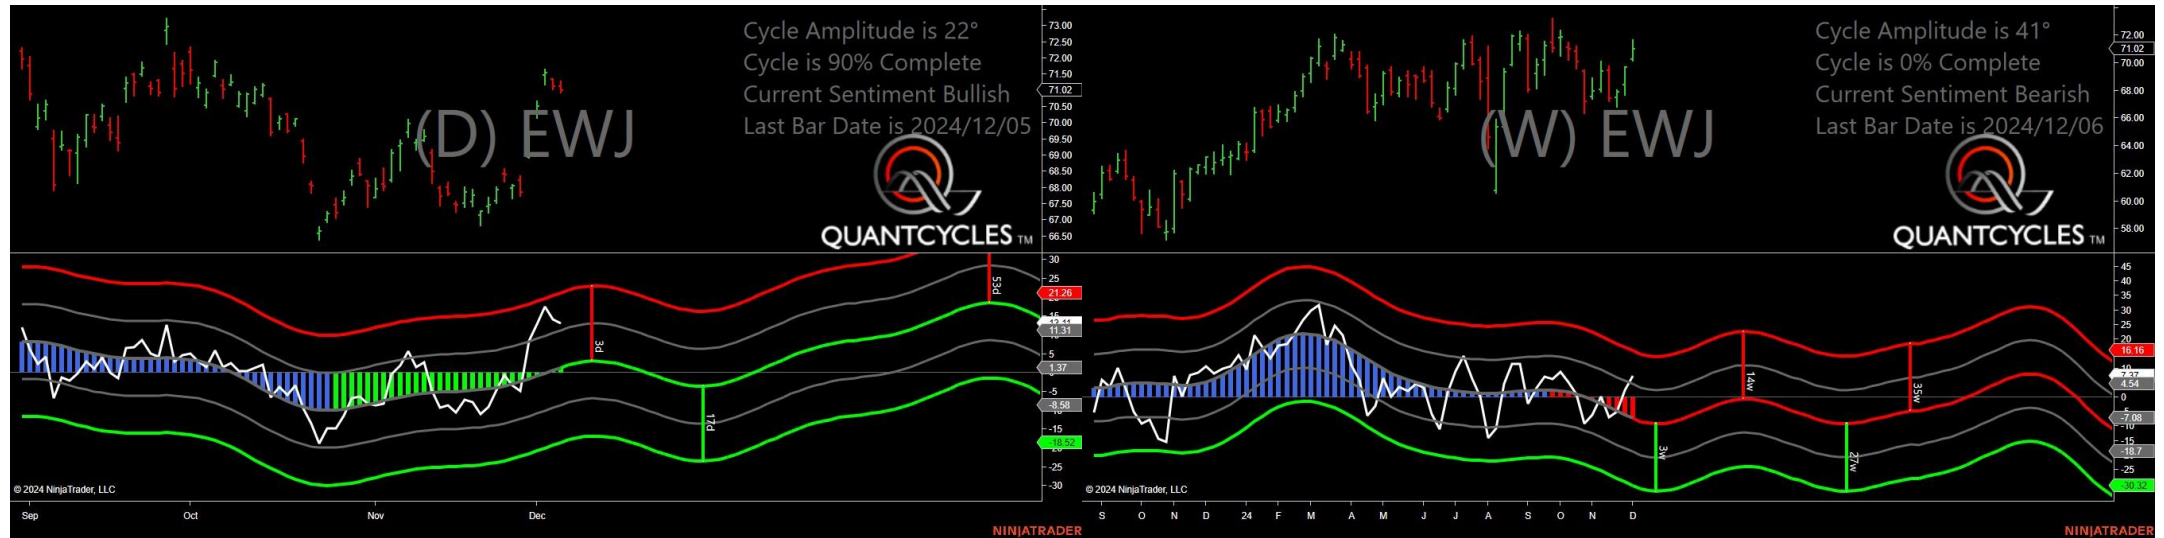 Cycle Amplitude is 22°
Cycle is 90% Complete
Current Sentiment Bullish
Last Bar Date is 2024/12/05
(D) EWJ
QUANTCYCLES TM
73.00
72.50
72.00
71.50
71.02
70.50
70.00
69.50
69.00
68.50
68.00
67.50
67.00
66.50
30
25
21.26
15
11.31
5
1.37
-5
-8.58
-15
-18.52
-25
-30
3d
17d
53d
© 2024 NinjaTrader, LLC
Sep
Oct
Nov
Dec
NINJATRADER
Cycle Amplitude is 41°
Cycle is 0% Complete
Current Sentiment Bearish
Last Bar Date is 2024/12/06
(W) EWJ
QUANTCYCLES TM
72.00
71.02
70.00
68.00
66.00
64.00
62.00
60.00
58.00
45
40
35
30
25
20
16.16
4.54
0
-7.08
-10
-15
-18.7
-25
-30.32
3w
14w
27w
35w
© 2024 NinjaTrader, LLC
S O N D 24 F M A M J J A S O N D
NINJATRADER